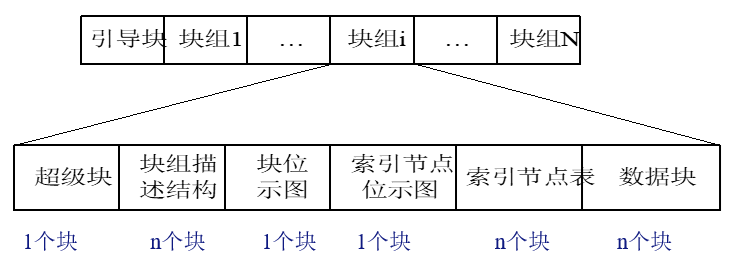 引导块 块组1 … 块组i … 块组N
超级块 块组描述结构 块位示图 索引节点位示图 索引节点表 数据块
1个块 n个块 1个块 1个块 n个块 n个块